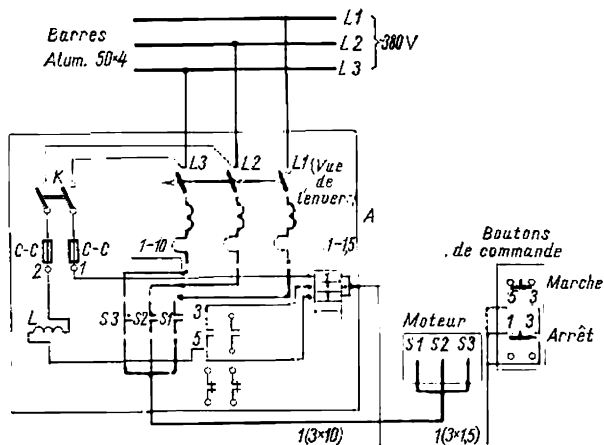 L1
Barres
L2
~380 V
Alum. 50×4
L3
K
L3
L2
L1 (Vue
de
l'envers)
A
C-C
C-C
1-10
1-1,5
2
1
Boutons
de commande
Marche
5 3
L
S3
S2
S1
3
5
Moteur
S1 S2 S3
1 3
Arrêt
1(3×10)
1(3×1,5)